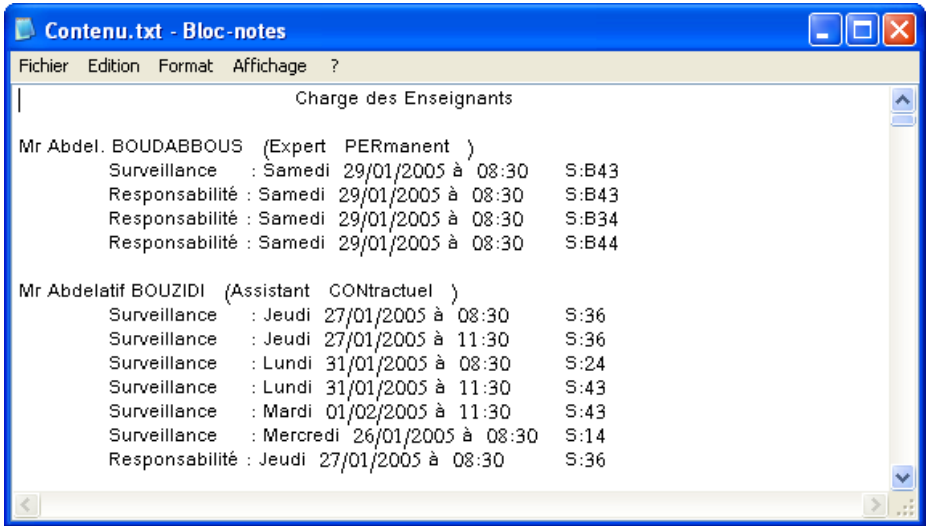 Contenu.txt - Bloc-notes
Fichier Edition Format Affichage ?
Charge des Enseignants
Mr Abdel. BOUDABBOUS (Expert PERmanent )
Surveillance : Samedi 29/01/2005 à 08:30 S:B43
Responsabilité : Samedi 29/01/2005 à 08:30 S:B43
Responsabilité : Samedi 29/01/2005 à 08:30 S:B34
Responsabilité : Samedi 29/01/2005 à 08:30 S:B44
Mr Abdelatif BOUZIDI (Assistant CONtractuel )
Surveillance : Jeudi 27/01/2005 à 08:30 S:36
Surveillance : Jeudi 27/01/2005 à 11:30 S:36
Surveillance : Lundi 31/01/2005 à 08:30 S:24
Surveillance : Lundi 31/01/2005 à 11:30 S:43
Surveillance : Mardi 01/02/2005 à 11:30 S:43
Surveillance : Mercredi 26/01/2005 à 08:30 S:14
Responsabilité : Jeudi 27/01/2005 à 08:30 S:36